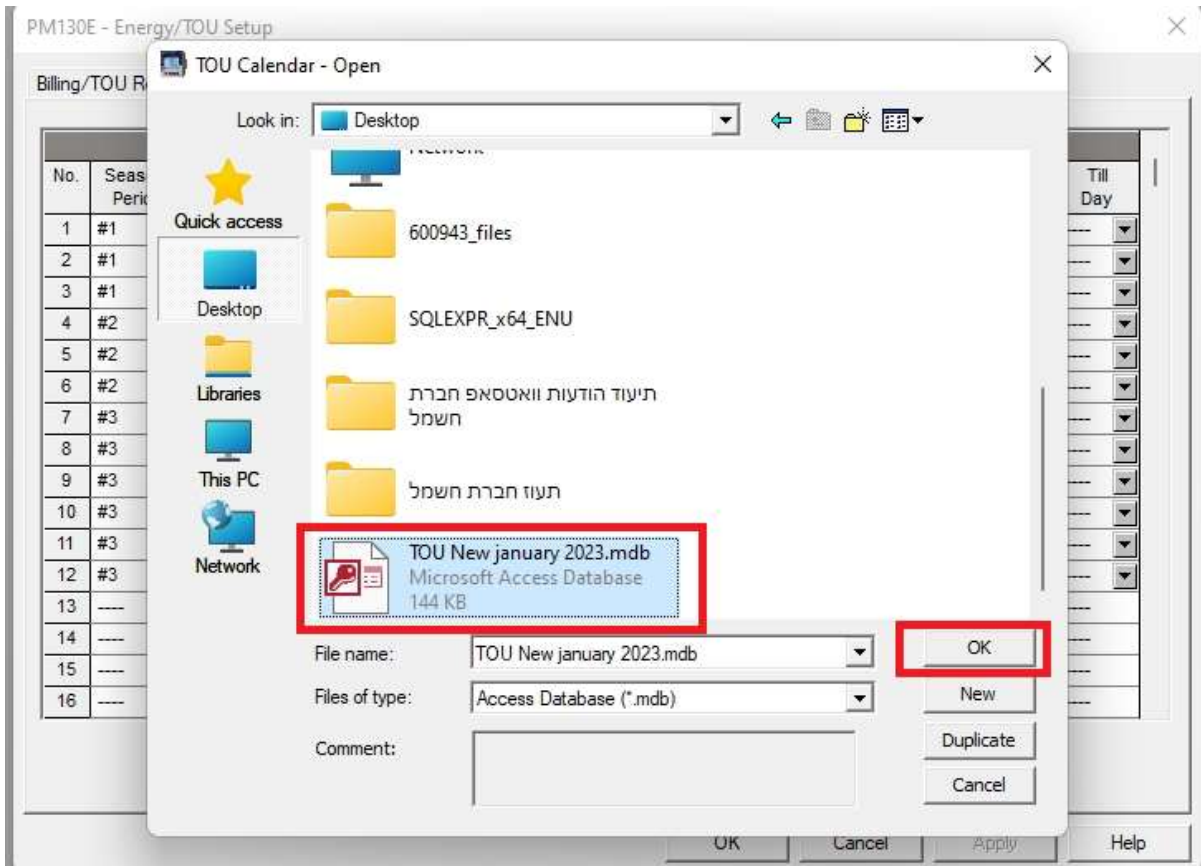 PM130E - Energy/TOU Setup
TOU Calendar - Open
Billing/TOU R
Look in:
Desktop
No.
Seas
Perio
Till
Day
1 #1 ----
2 #1 ----
3 #1 ----
4 #2 ----
5 #2 ----
6 #2 ----
7 #3 ----
8 #3 ----
9 #3 ----
10 #3 ----
11 #3 ----
12 #3 ----
13 ---- ----
14 ---- ----
15 ---- ----
16 ---- ----
Quick access
Desktop
Libraries
This PC
Network
Network
600943_files
SQLEXPR_x64_ENU
תיעוד הודעות וואטסאפ חברת
חשמל
תעוז חברת חשמל
TOU New january 2023.mdb
Microsoft Access Database
144 KB
File name:
TOU New january 2023.mdb
OK
Files of type:
Access Database (*.mdb)
New
Comment:
Duplicate
Cancel
OK
Cancel
Apply
Help